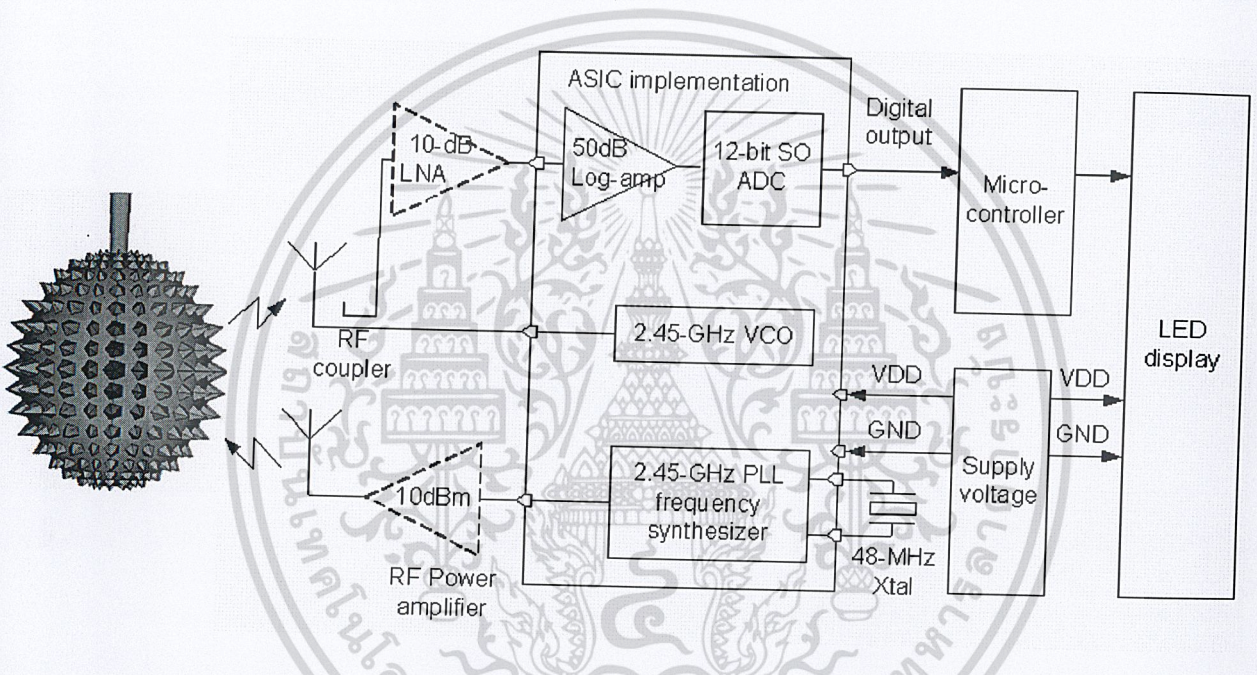 ASIC implementation
10-dB
LNA
50dB
Log-amp
12-bit SO
ADC
Digital
output
Micro-
controller
LED
display
RF
coupler
2.45-GHz VCO
VDD
GND
Supply
voltage
VDD
GND
10dBm
RF Power
amplifier
2.45-GHz PLL
frequency
synthesizer
48-MHz
Xtal